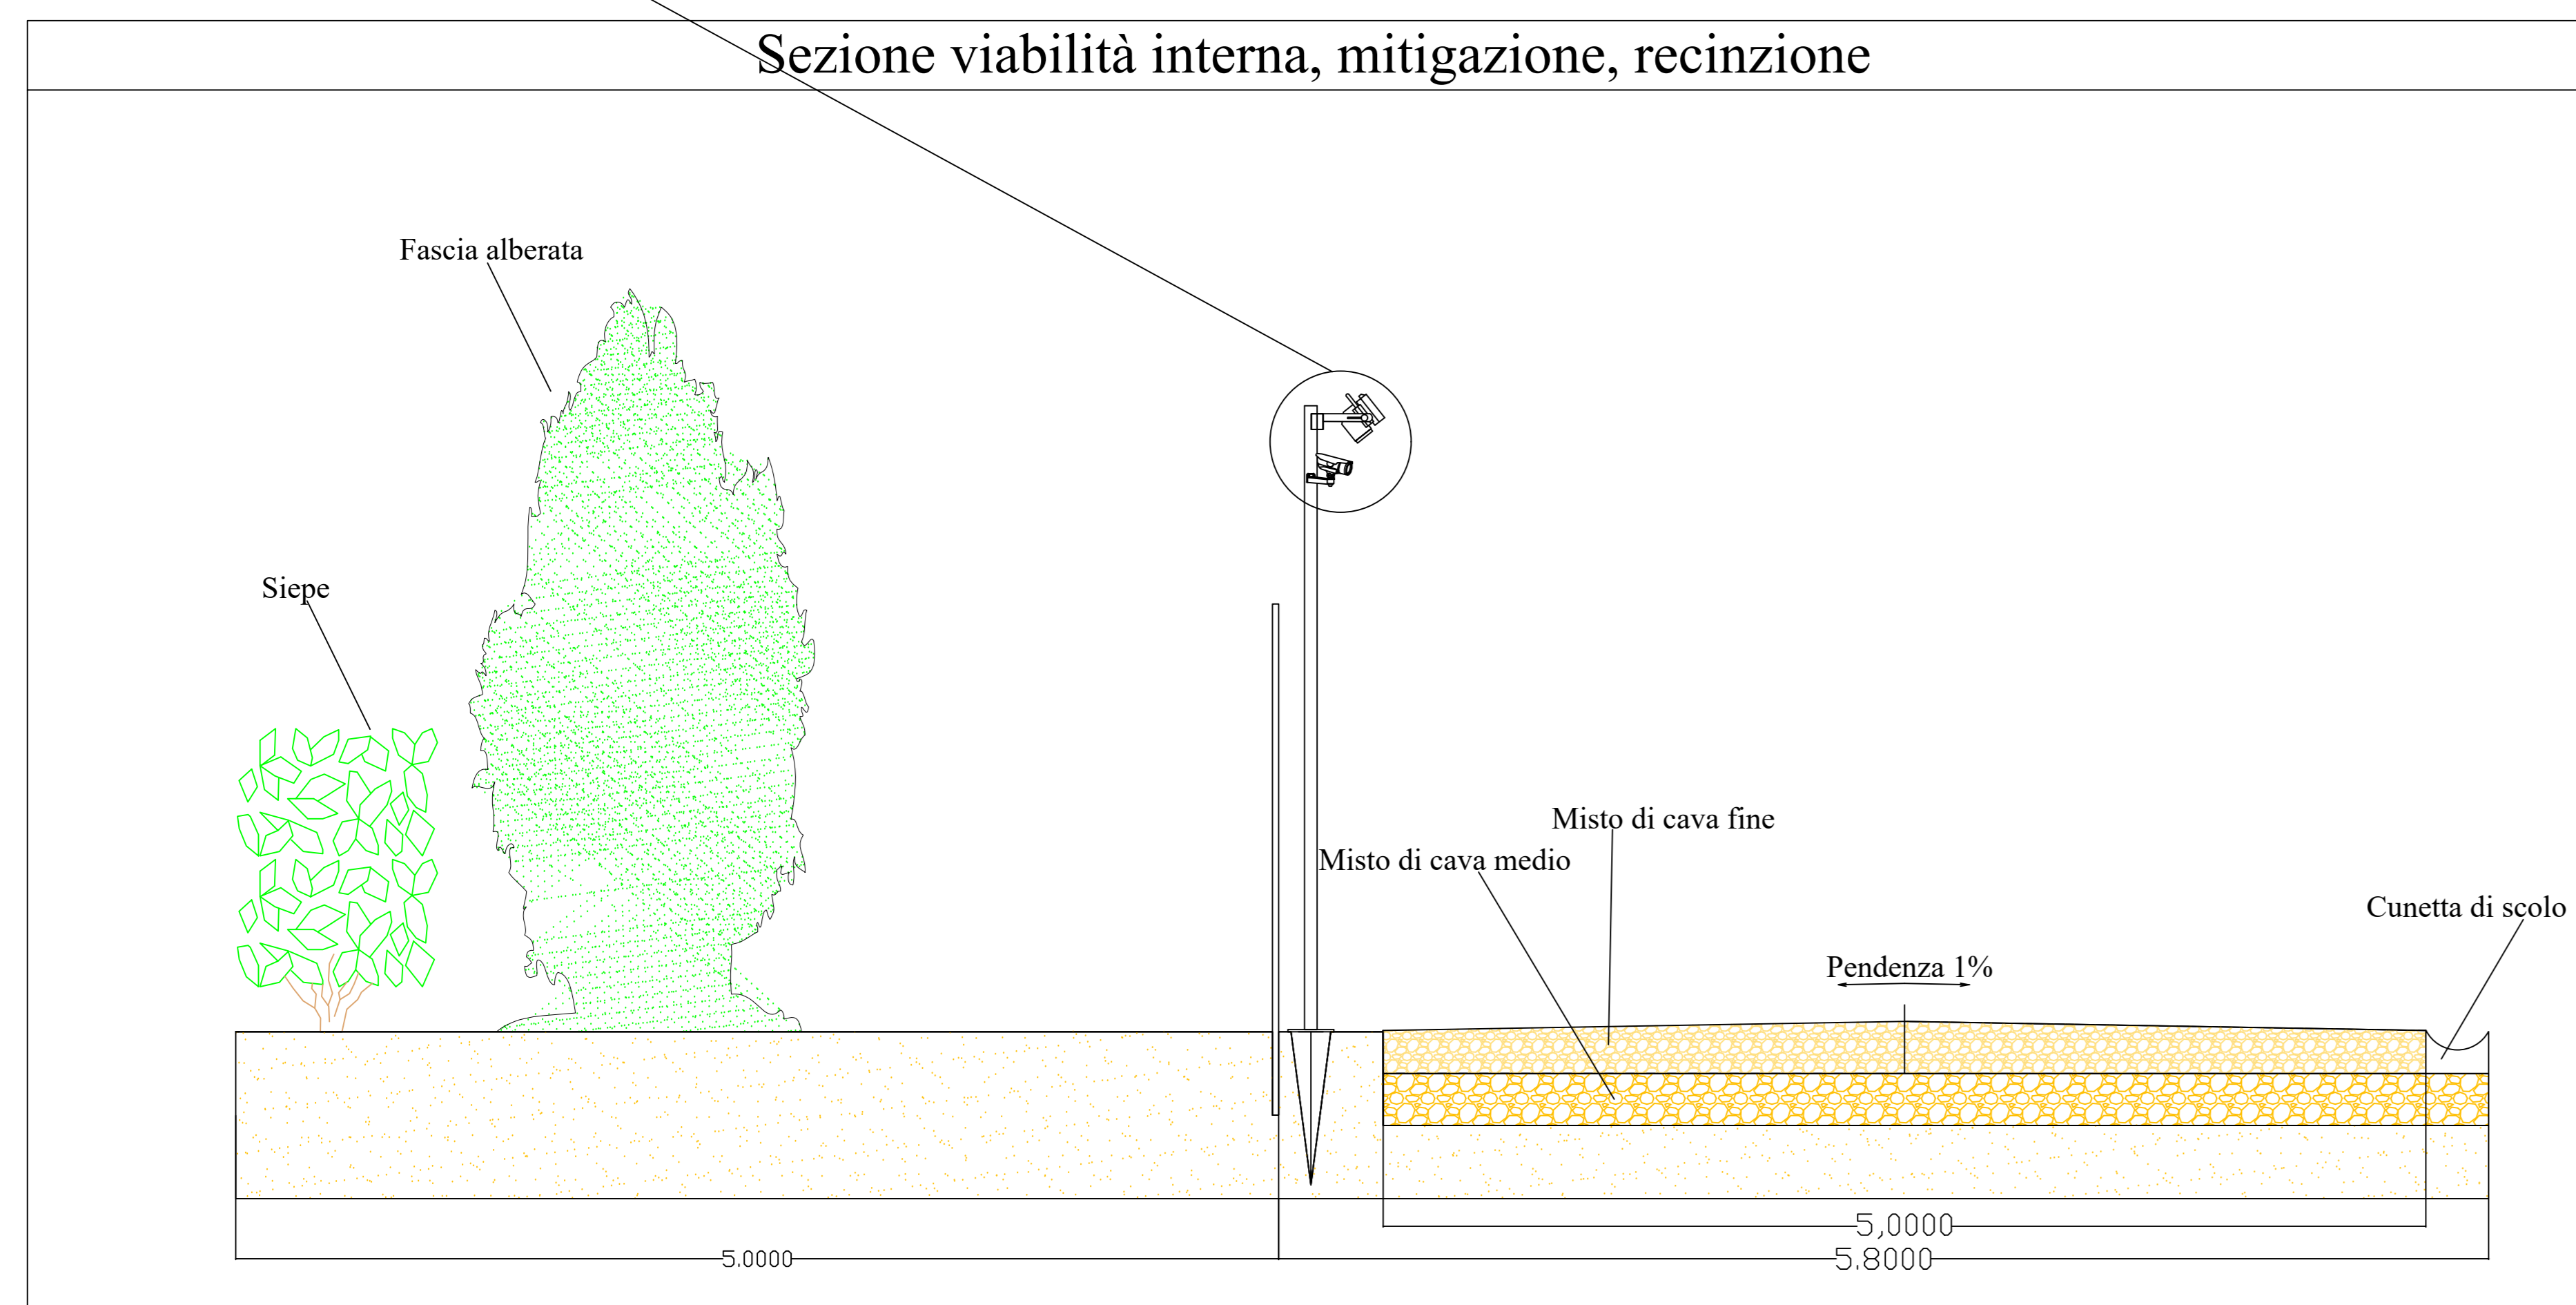 Sezione viabilità interna, mitigazione, recinzione
Fascia alberata
Siepe
Misto di cava fine
Misto di cava medio
Cunetta di scolo
Pendenza 1%
5,0000
5.0000
5.8000